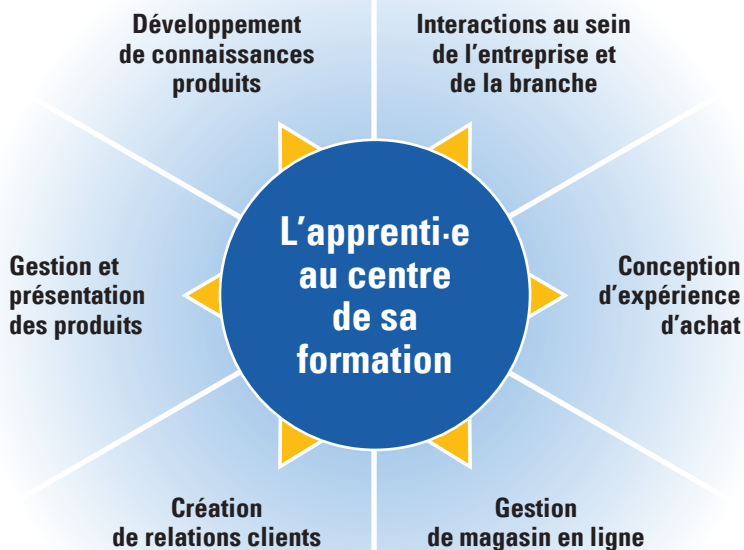 Développement
de connaissances
produits
Interactions au sein
de l'entreprise et
de la branche
L'apprenti·e
au centre
de sa
formation
Gestion et
présentation
des produits
Conception
d'expérience
d'achat
Création
de relations clients
Gestion
de magasin en ligne